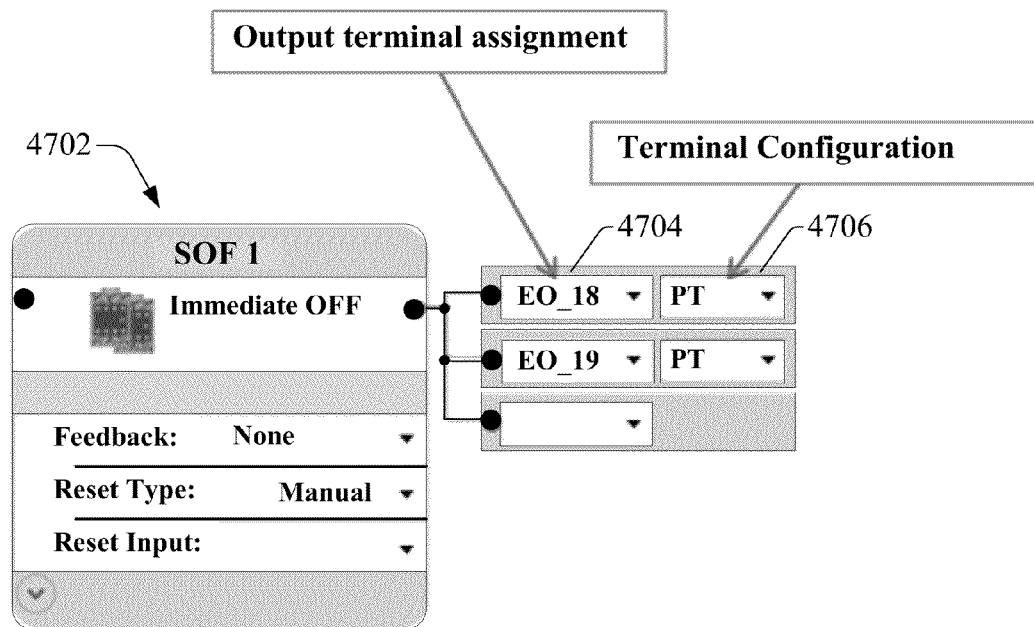 Output terminal assignment
Terminal Configuration
4702
4704
4706
SOF 1
Immediate OFF
EO_18 PT
EO_19 PT
Feedback: None
Reset Type: Manual
Reset Input: